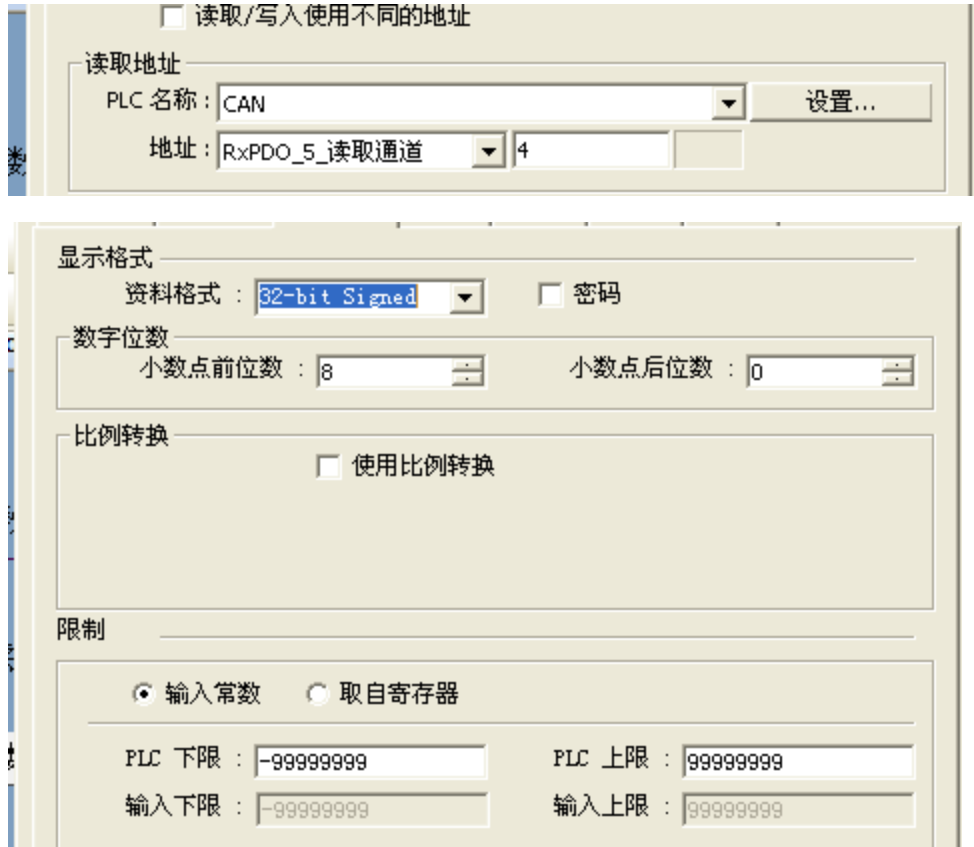 读取/写入使用不同的地址
读取地址
PLC 名称： CAN 设置...
地址： RxPDO_5_读取通道 4
显示格式
资料格式 ： 32-bit Signed 密码
数字位数
小数点前位数 ： 8 小数点后位数 ： 0
比例转换
使用比例转换
限制
输入常数 取自寄存器
PLC 下限 ： -99999999 PLC 上限 ： 99999999
输入下限 ： -99999999 输入上限 ： 99999999